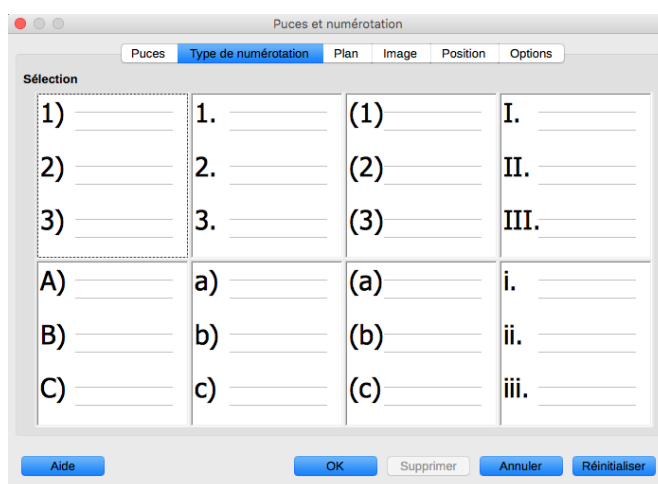 Puces et numérotation
Puces Type de numérotation Plan Image Position Options
Sélection
1) 1. (1) I.
2) 2. (2) II.
3) 3. (3) III.
A) a) (a) i.
B) b) (b) ii.
C) c) (c) iii.
Aide OK Supprimer Annuler Réinitialiser